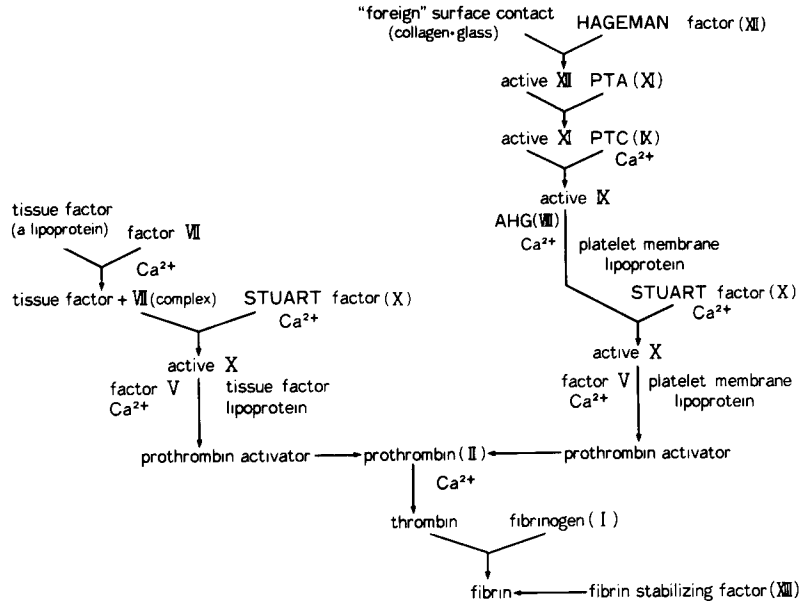 “foreign” surface contact
(collagen·glass)
HAGEMAN factor (XII)
active XII PTA (XI)
active XI PTC (IX)
Ca²⁺
active IX
AHG(VIII)
Ca²⁺
platelet membrane
lipoprotein
STUART factor (X)
Ca²⁺
active X
factor V
Ca²⁺
platelet membrane
lipoprotein
prothrombin activator
tissue factor
(a lipoprotein)
factor VII
Ca²⁺
tissue factor + VII (complex)
STUART factor (X)
Ca²⁺
active X
factor V
Ca²⁺
tissue factor
lipoprotein
prothrombin activator
prothrombin (II)
Ca²⁺
thrombin
fibrinogen (I)
fibrin
fibrin stabilizing factor (XIII)